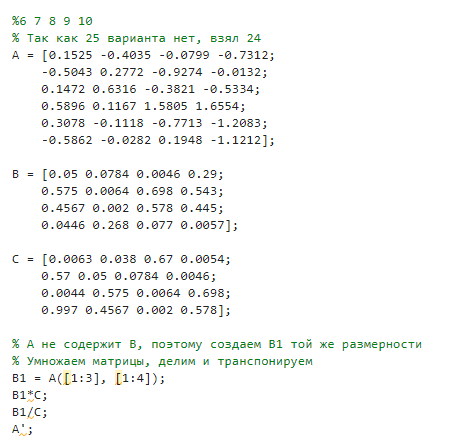 %6 7 8 9 10
% Так как 25 варианта нет, взял 24
A = [0.1525 -0.4035 -0.0799 -0.7312;
-0.5043 0.2772 -0.9274 -0.0132;
0.1472 0.6316 -0.3821 -0.5334;
0.5896 0.1167 1.5805 1.6554;
0.3078 -0.1118 -0.7713 -1.2083;
-0.5862 -0.0282 0.1948 -1.1212];
B = [0.05 0.0784 0.0046 0.29;
0.575 0.0064 0.698 0.543;
0.4567 0.002 0.578 0.445;
0.0446 0.268 0.077 0.0057];
C = [0.0063 0.038 0.67 0.0054;
0.57 0.05 0.0784 0.0046;
0.0044 0.575 0.0064 0.698;
0.997 0.4567 0.002 0.578];
% А не содержит В, поэтому создаем В1 той же размерности
% Умножаем матрицы, делим и транспонируем
B1 = A([1:3], [1:4]);
B1*C;
B1/C;
A';